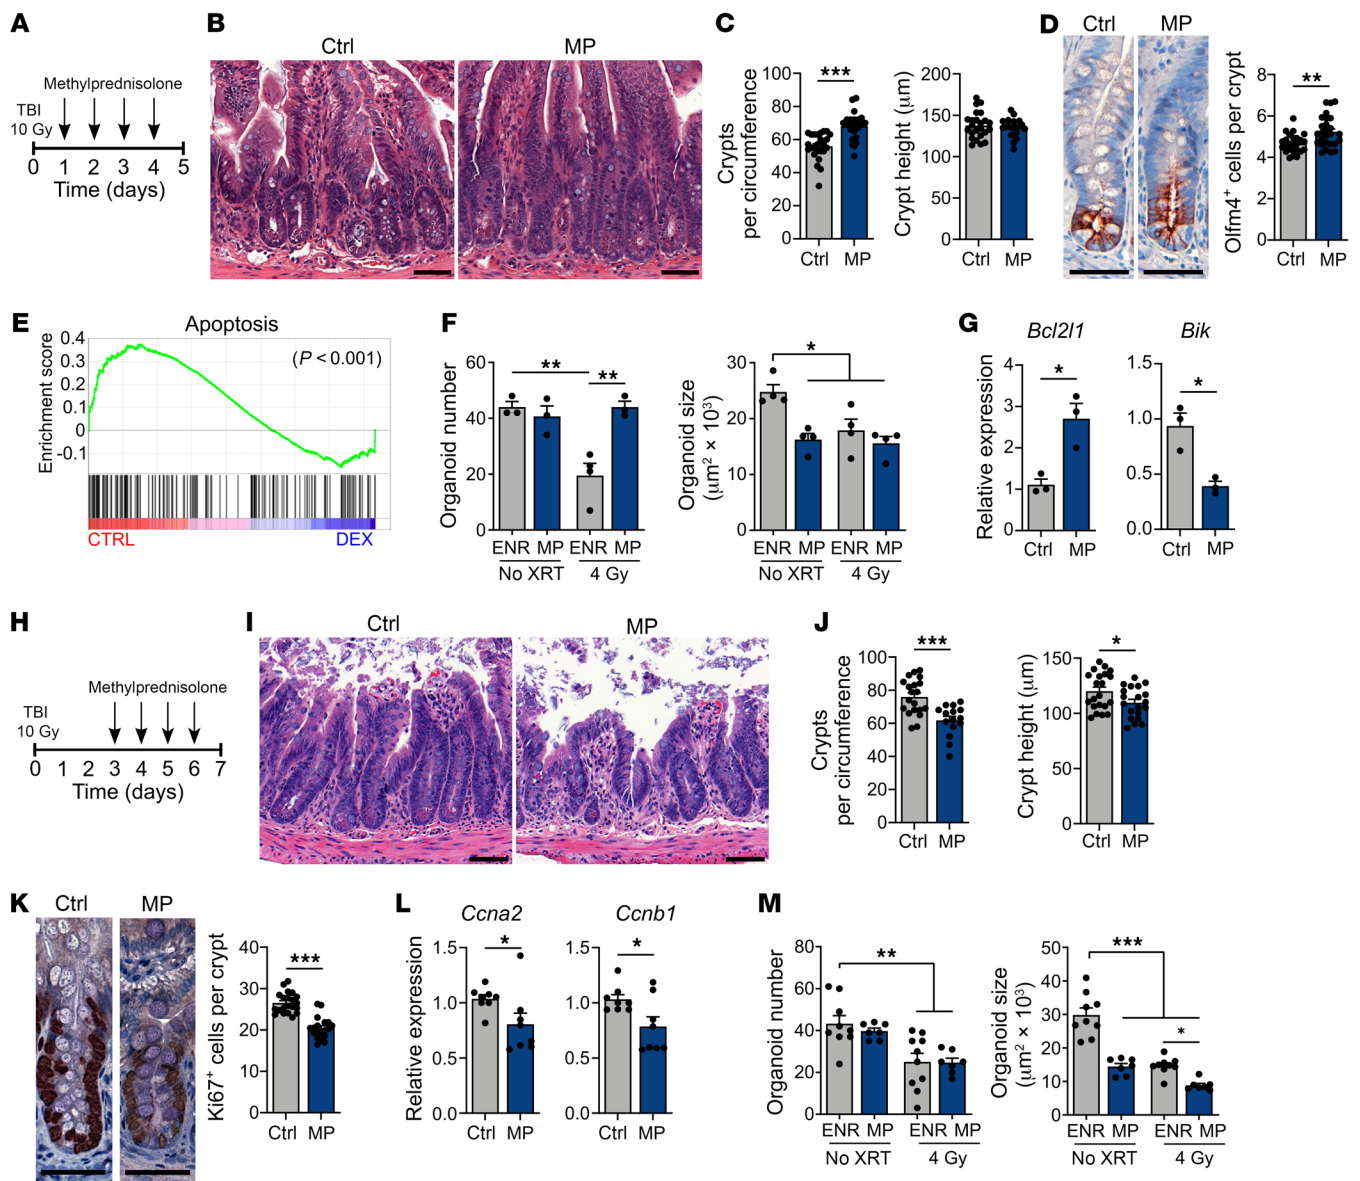 A
Methylprednisolone
TBI
10 Gy
0 1 2 3 4 5
Time (days)
B
Ctrl MP
C
***
Crypts
per circumference
100
80
60
40
20
0
Ctrl MP
Crypt height (μm)
200
150
100
50
0
Ctrl MP
D
Ctrl MP
**
Olfm4+ cells per crypt
8
6
4
2
0
Ctrl MP
E
Apoptosis
(P < 0.001)
Enrichment score
0.4
0.3
0.2
0.1
0
-0.1
CTRL DEX
F
** **
Organoid number
60
40
20
0
ENR MP ENR MP
No XRT 4 Gy
*
Organoid size
(μm2 × 103)
30
20
10
0
ENR MP ENR MP
No XRT 4 Gy
G
Bcl2l1
*
Relative expression
4
3
2
1
0
Ctrl MP
Bik
*
1.5
1.0
0.5
0.0
Ctrl MP
H
Methylprednisolone
TBI
10 Gy
0 1 2 3 4 5 6 7
Time (days)
I
Ctrl MP
J
***
Crypts
per circumference
100
80
60
40
20
0
Ctrl MP
*
Crypt height (μm)
150
100
50
0
Ctrl MP
K
Ctrl MP
***
Ki67+ cells per crypt
40
30
20
10
0
Ctrl MP
L
Ccna2
*
Relative expression
1.5
1.0
0.5
0.0
Ctrl MP
Ccnb1
*
1.5
1.0
0.5
0.0
Ctrl MP
M
**
Organoid number
80
60
40
20
0
ENR MP ENR MP
No XRT 4 Gy
***
*
Organoid size
(μm2 × 103)
50
40
30
20
10
0
ENR MP ENR MP
No XRT 4 Gy